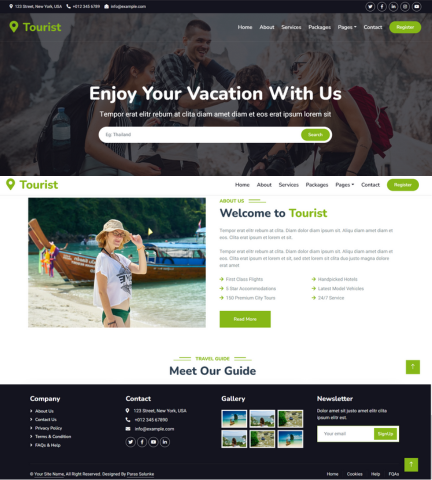 123 Street, New York, USA +012 345 6789 info@example.com
Tourist
Home About Services Packages Pages Contact Register
Enjoy Your Vacation With Us
Tempor erat elitr rebum at clita diam amet diam et eos erat ipsum lorem sit
Eg: Thailand Search
Tourist
Home About Services Packages Pages Contact Register
ABOUT US
Welcome to Tourist
Tempor erat elitr rebum at clita. Diam dolor diam ipsum sit. Aliqu diam amet diam et
eos. Clita erat ipsum et lorem et sit.
Tempor erat elitr rebum at clita. Diam dolor diam ipsum sit. Aliqu diam amet diam et
eos. Clita erat ipsum et lorem et sit, sed stet lorem sit clita duo justo magna dolore
erat amet
First Class Flights Handpicked Hotels
5 Star Accommodations Latest Model Vehicles
150 Premium City Tours 24/7 Service
Read More
TRAVEL GUIDE
Meet Our Guide
Company Contact Gallery Newsletter
About Us
Contact Us
Privacy Policy
Terms & Condition
FAQs & Help
123 Street, New York, USA
+012 345 67890
info@example.com
Dolor amet sit justo amet elitr clita
ipsum elitr est.
Your email SignUp
© Your Site Name, All Right Reserved. Designed By Paras Salunke
Home Cookies Help FQAs